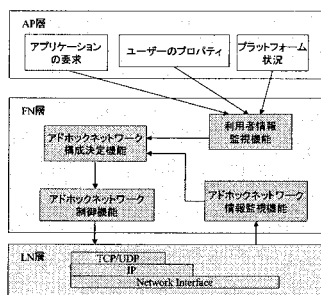 AP層
アプリケーション
の要求
ユーザーのプロパティ
プラットフォーム
状況
FN層
利用者情報
監視機能
アドホックネットワーク
構成決定機能
アドホックネットワーク
制御機能
アドホックネットワーク
情報監視機能
LN層
TCP/UDP
IP
Network Interface